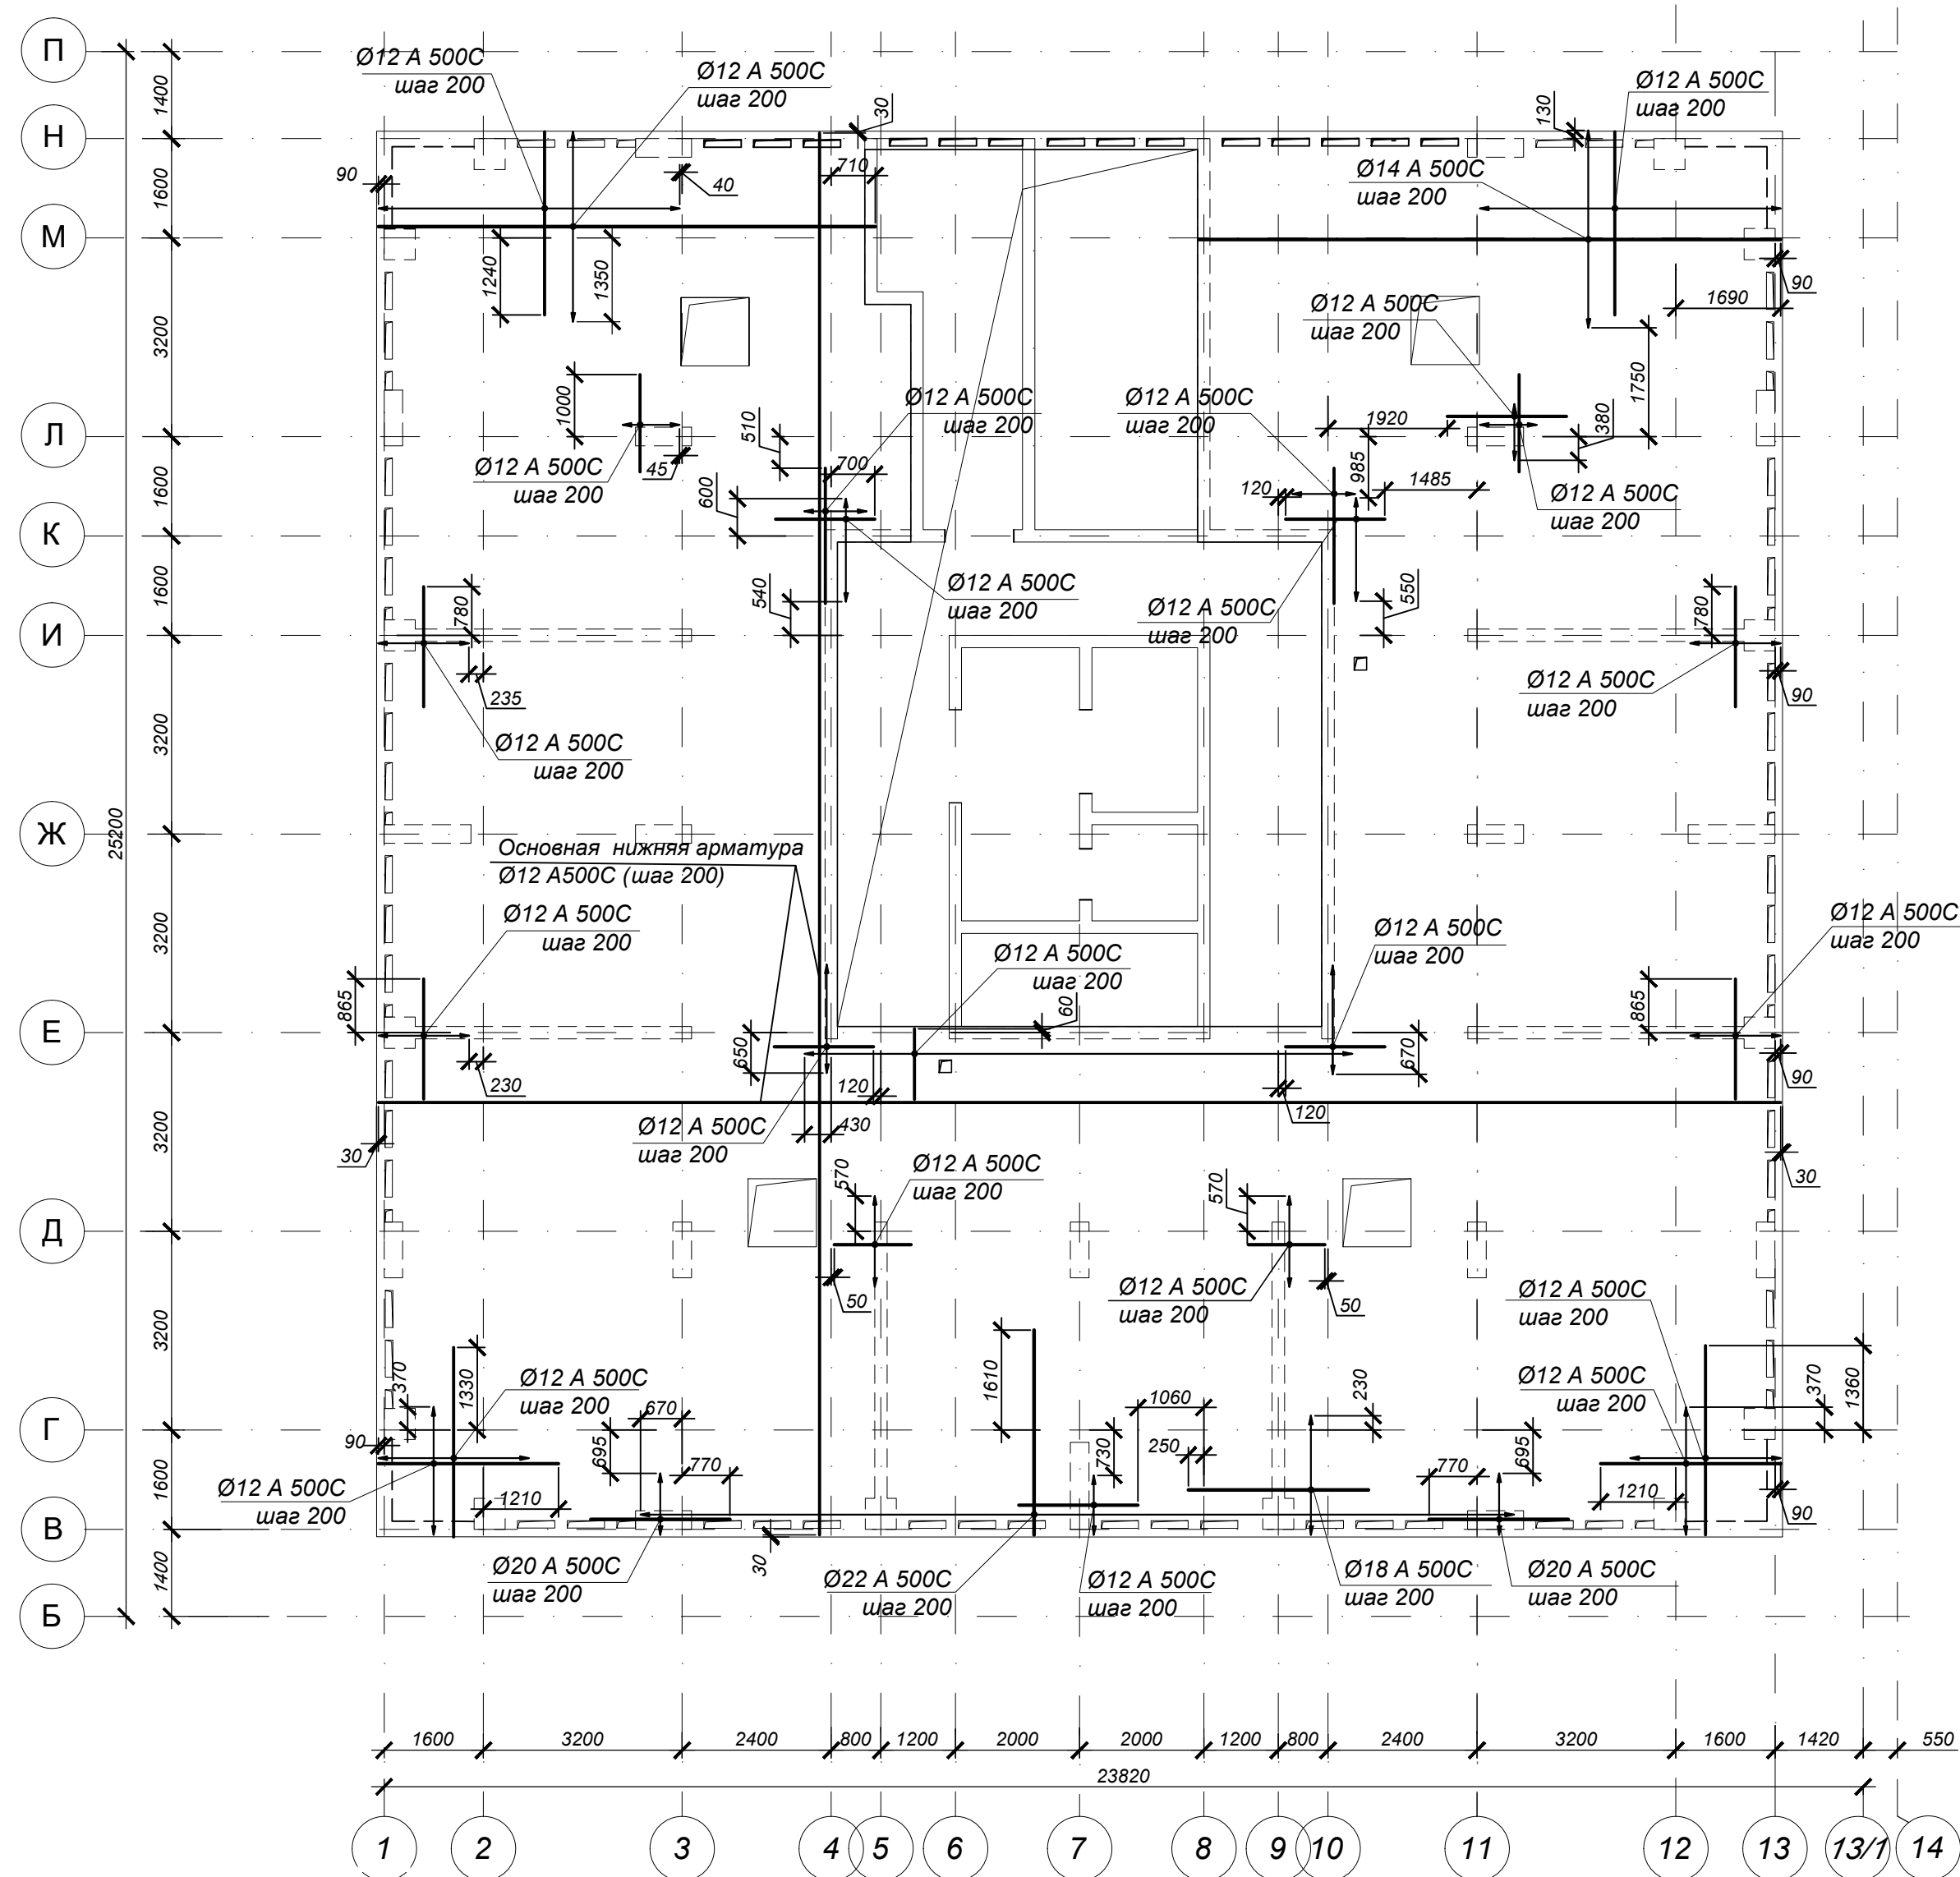 П
Н
М
Л
К
И
Ж
Е
Д
Г
В
Б
25200
1400
1600
3200
1600
1600
3200
3200
3200
3200
1600
1400
Ø12 А 500С
шаг 200
Ø12 А 500С
шаг 200
30
130
Ø12 А 500С
шаг 200
90
40
710
Ø14 А 500С
шаг 200
1240
1350
90
1690
Ø12 А 500С
шаг 200
1750
1000
Ø12 А 500С
шаг 200
45
510
Ø12 А 500С
шаг 200
Ø12 А 500С
шаг 200
1920
380
700
600
120
985
1485
Ø12 А 500С
шаг 200
540
Ø12 А 500С
шаг 200
Ø12 А 500С
шаг 200
550
780
235
Ø12 А 500С
шаг 200
780
Ø12 А 500С
шаг 200
90
Основная нижняя арматура
Ø12 А500С (шаг 200)
Ø12 А 500С
шаг 200
Ø12 А 500С
шаг 200
Ø12 А 500С
шаг 200
Ø12 А 500С
шаг 200
865
230
650
60
670
865
90
120
120
430
Ø12 А 500С
шаг 200
30
30
570
Ø12 А 500С
шаг 200
570
50
Ø12 А 500С
шаг 200
50
Ø12 А 500С
шаг 200
370
1330
Ø12 А 500С
шаг 200
1610
1060
230
Ø12 А 500С
шаг 200
370
1360
90
695
670
770
250
730
770
695
Ø12 А 500С
шаг 200
1210
1210
90
30
Ø20 А 500С
шаг 200
Ø22 А 500С
шаг 200
Ø12 А 500С
шаг 200
Ø18 А 500С
шаг 200
Ø20 А 500С
шаг 200
1600
3200
2400
800
1200
2000
2000
1200
800
2400
3200
1600
1420
550
23820
1
2
3
4
5
6
7
8
9
10
11
12
13
13/1
14